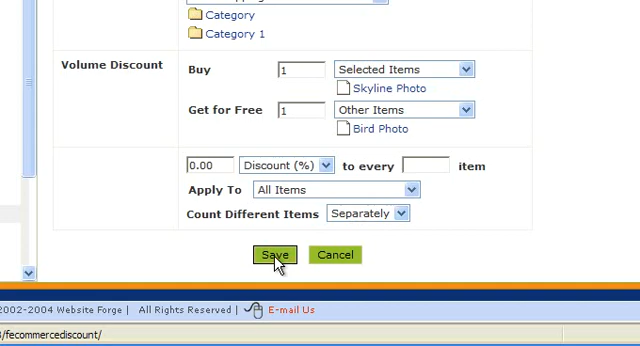 Category
Category 1
Volume Discount
Buy 1 Selected Items
Skyline Photo
Get for Free 1 Other Items
Bird Photo
0.00 Discount (%) to every item
Apply To All Items
Count Different Items Separately
Save Cancel
2002-2004 Website Forge | All Rights Reserved | E-mail Us
/fecommercediscount/